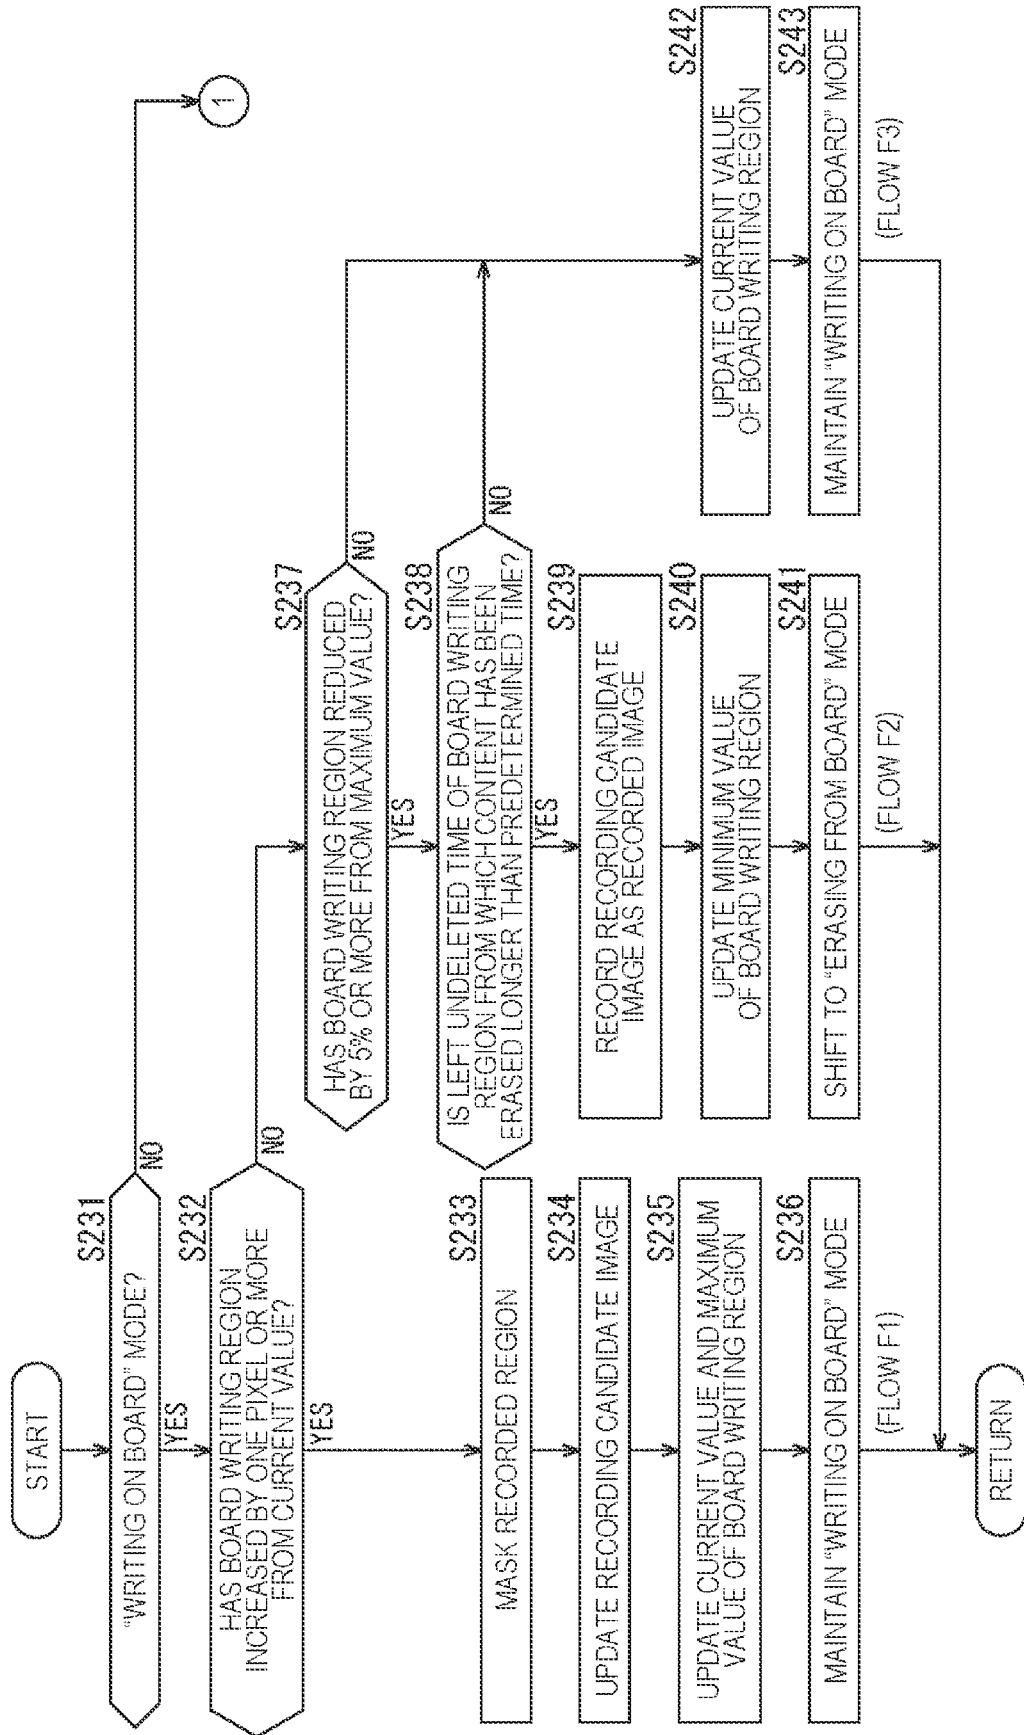 START
S231
"WRITING ON BOARD" MODE?
NO
YES
1
S232
HAS BOARD WRITING REGION
INCREASED BY ONE PIXEL OR MORE
FROM CURRENT VALUE?
NO
YES
S233
MASK RECORDED REGION
S234
UPDATE RECORDING CANDIDATE IMAGE
S235
UPDATE CURRENT VALUE AND MAXIMUM
VALUE OF BOARD WRITING REGION
S236
MAINTAIN "WRITING ON BOARD" MODE
(FLOW F1)
S237
HAS BOARD WRITING REGION REDUCED
BY 5% OR MORE FROM MAXIMUM VALUE?
NO
YES
S238
IS LEFT UNDELETED TIME OF BOARD WRITING
REGION FROM WHICH CONTENT HAS BEEN
ERASED LONGER THAN PREDETERMINED TIME?
NO
YES
S239
RECORD RECORDING CANDIDATE
IMAGE AS RECORDED IMAGE
S240
UPDATE MINIMUM VALUE
OF BOARD WRITING REGION
S241
SHIFT TO "ERASING FROM BOARD" MODE
(FLOW F2)
S242
UPDATE CURRENT VALUE
OF BOARD WRITING REGION
S243
MAINTAIN "WRITING ON BOARD" MODE
(FLOW F3)
RETURN